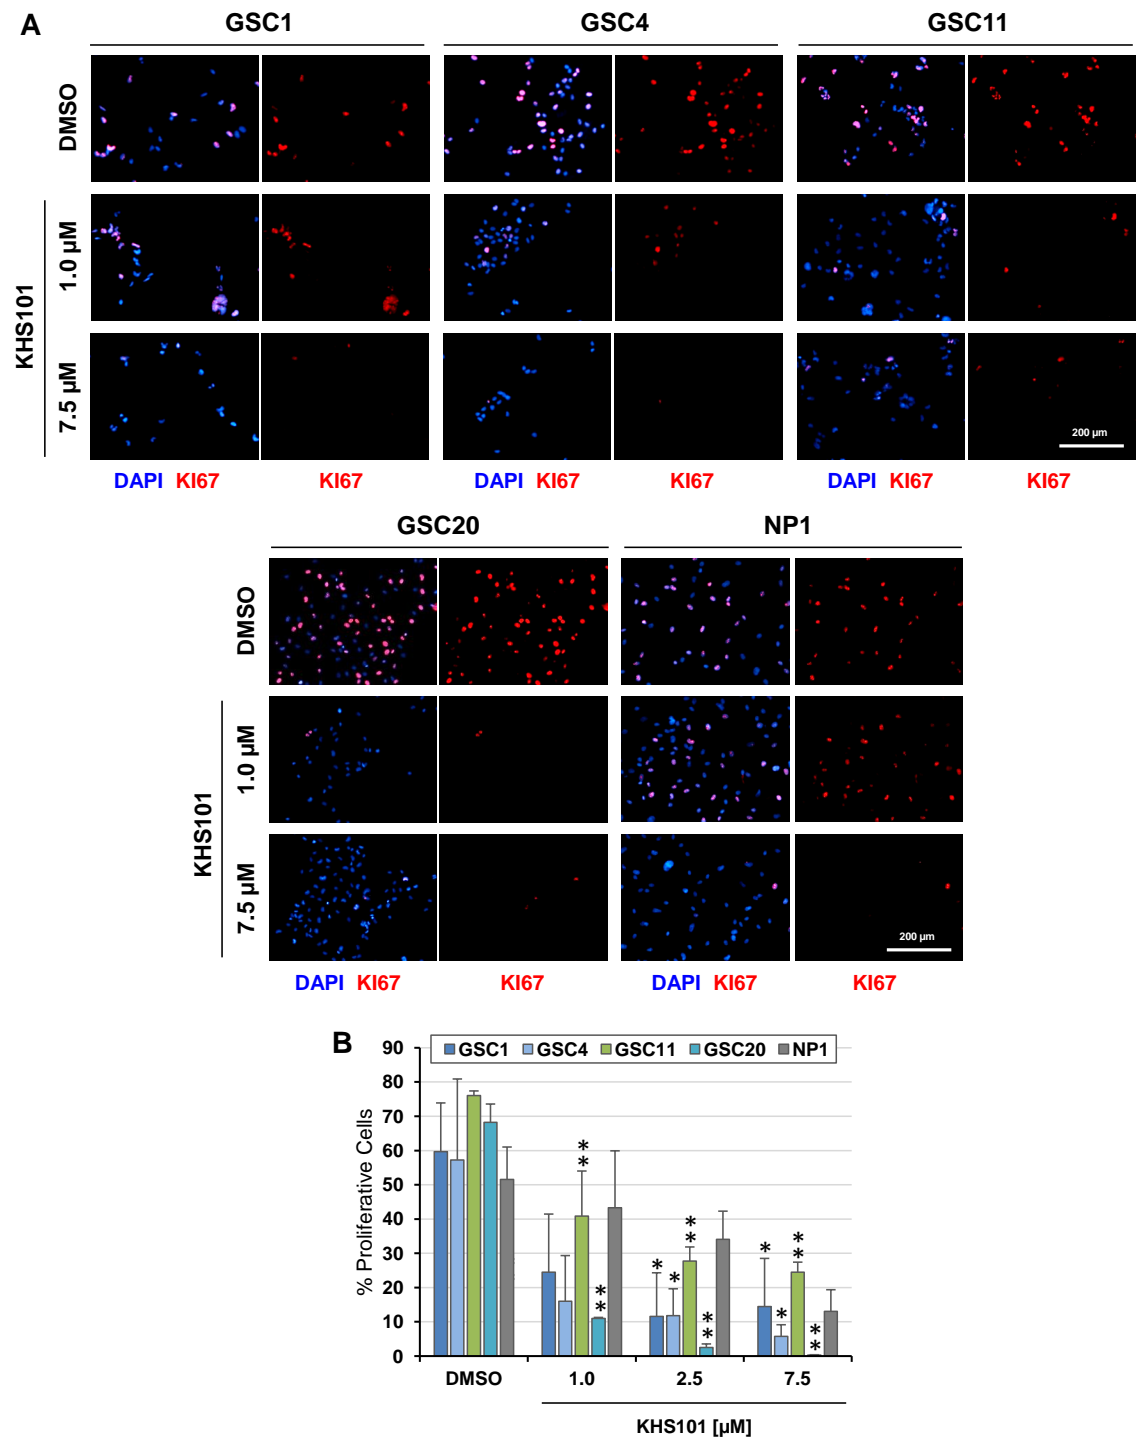 A
GSC1 GSC4 GSC11
DMSO
KHS101
1.0 µM
7.5 µM
200 µm
DAPI KI67 KI67 DAPI KI67 KI67 DAPI KI67 KI67
GSC20 NP1
DMSO
KHS101
1.0 µM
7.5 µM
200 µm
DAPI KI67 KI67 DAPI KI67 KI67
B
GSC1 GSC4 GSC11 GSC20 NP1
% Proliferative Cells
90
80
70
60
50
40
30
20
10
0
** ** * * ** ** * * ** **
DMSO 1.0 2.5 7.5
KHS101 [µM]